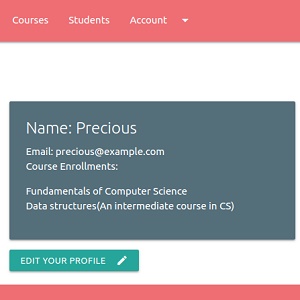 Courses Students Account
Name: Precious
Email: precious@example.com
Course Enrollments:
Fundamentals of Computer Science
Data structures(An intermediate course in CS)
EDIT YOUR PROFILE